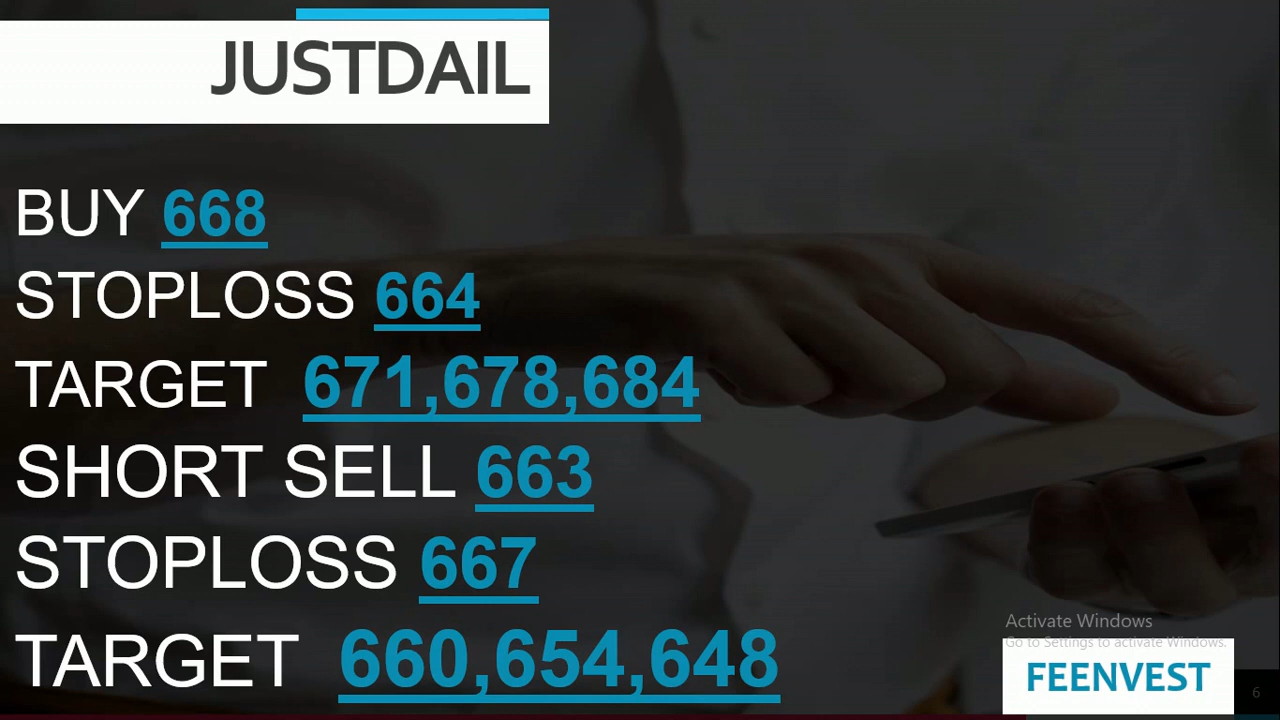 JUSTDAIL
BUY 668
STOPLOSS 664
TARGET 671,678,684
SHORT SELL 663
STOPLOSS 667
TARGET 660,654,648
Activate Windows
Go to Settings to activate Windows.
FEENVEST
6